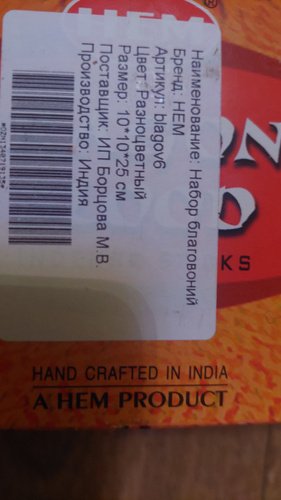 HEM®
Наименование: Набор благовоний
Бренд: HEM
Артикул: blagov6
Цвет: Разноцветный
Размер: 10*10*25 см
Поставщик: ИП Борцова М.В.
Производство: Индия
KS
HAND CRAFTED IN INDIA
A HEM PRODUCT